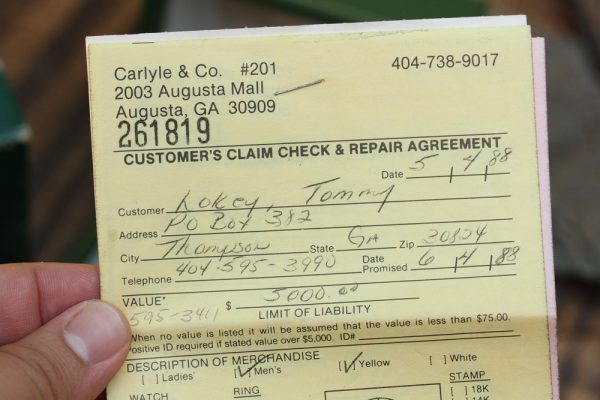 Carlyle & Co. #201 404-738-9017
2003 Augusta Mall
Augusta, GA 30909
261819
CUSTOMER'S CLAIM CHECK & REPAIR AGREEMENT
Date 5 4 88
Customer Lokey, Tommy
Address PO Box 382
City Thompson State GA Zip 30824
Telephone 404-595-3990 Date Promised 6 4 88
VALUE* $ 5000.00
595-3411 LIMIT OF LIABILITY
When no value is listed it will be assumed that the value is less than $75.00.
Positive ID required if stated value over $5,000. ID#
DESCRIPTION OF MERCHANDISE
[ ] Ladies' [✓] Men's [✓] Yellow [ ] White
WATCH RING STAMP
[ ] 18K
[ ] 14K